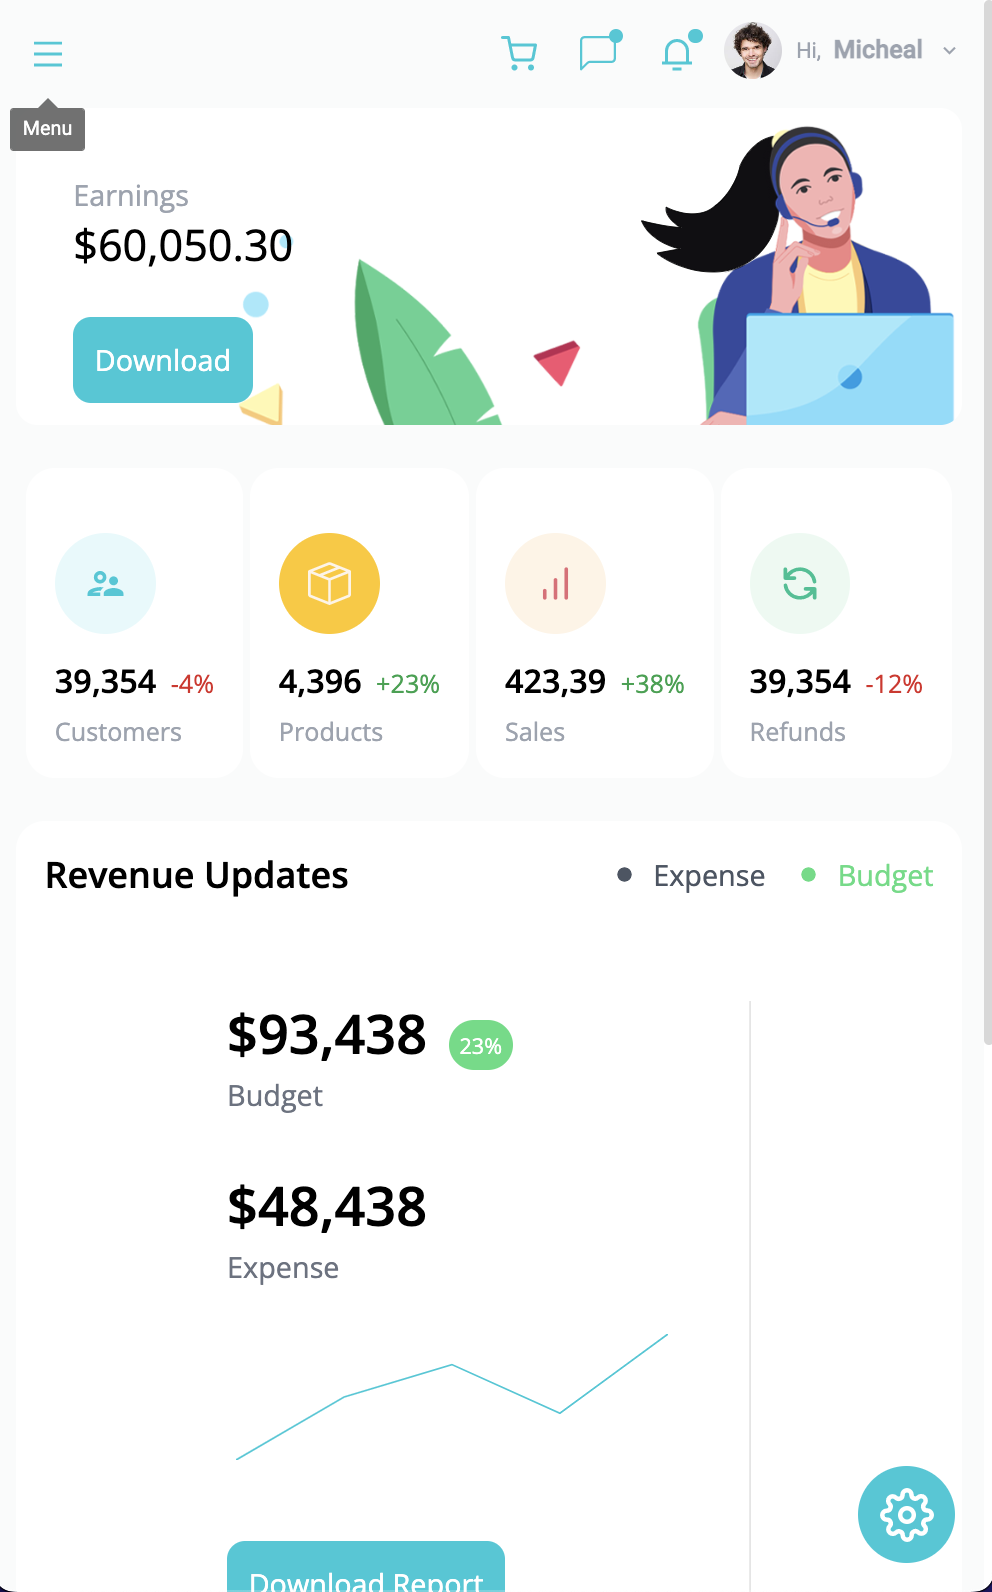 Hi, Micheal
Menu
Earnings
$60,050.30
Download
39,354 -4%
Customers
4,396 +23%
Products
423,39 +38%
Sales
39,354 -12%
Refunds
Revenue Updates
Expense
Budget
$93,438 23%
Budget
$48,438
Expense
Download Report